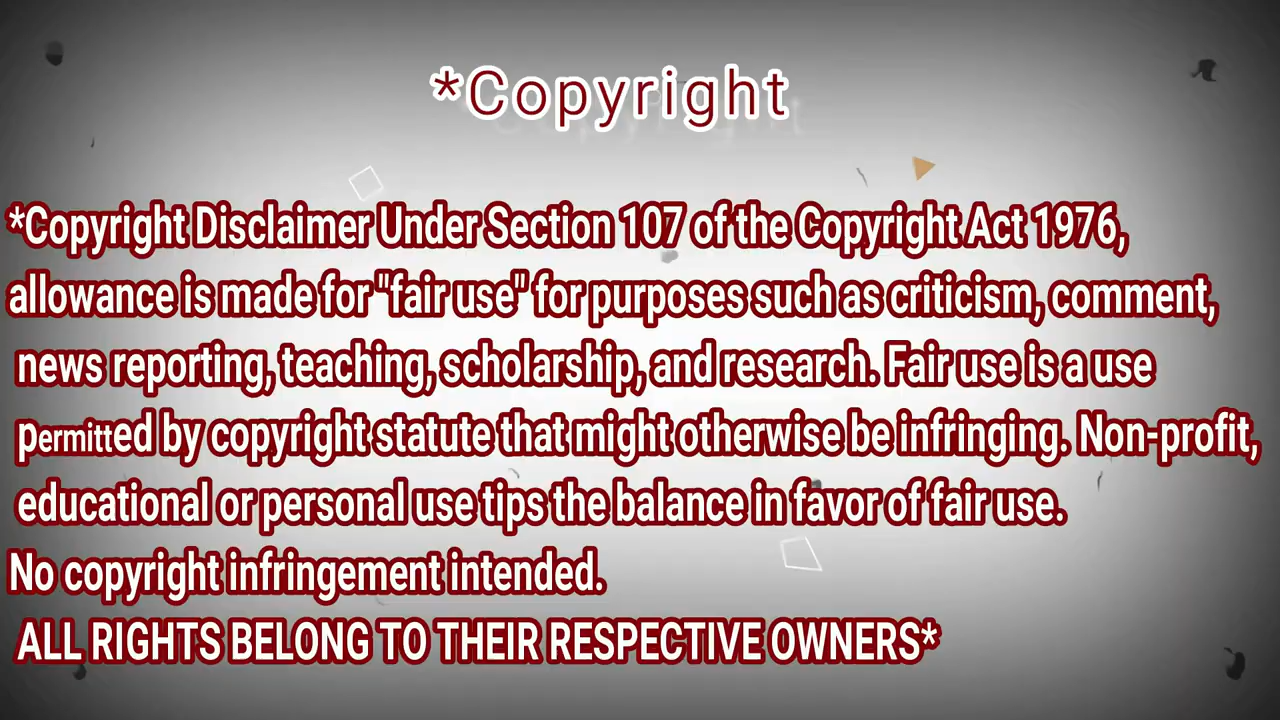 *Copyright
*Copyright Disclaimer Under Section 107 of the Copyright Act 1976,
allowance is made for "fair use" for purposes such as criticism, comment,
news reporting, teaching, scholarship, and research. Fair use is a use
permitted by copyright statute that might otherwise be infringing. Non-profit,
educational or personal use tips the balance in favor of fair use.
No copyright infringement intended.
ALL RIGHTS BELONG TO THEIR RESPECTIVE OWNERS*